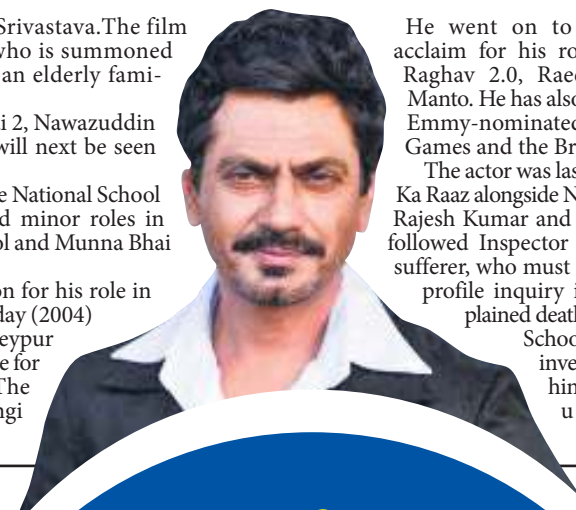 Srivastava.The film
who is summoned
an elderly fami-
i 2, Nawazuddin
will next be seen
e National School
d minor roles in
ol and Munna Bhai
on for his role in
day (2004)
eypur
e for
The
ngi
He went on to
acclaim for his ro
Raghav 2.0, Raee
Manto. He has also
Emmy-nominated
Games and the Br
The actor was las
Ka Raaz alongside N
Rajesh Kumar and
followed Inspector
sufferer, who must
profile inquiry i
plained death
Schoo
inve
him
u